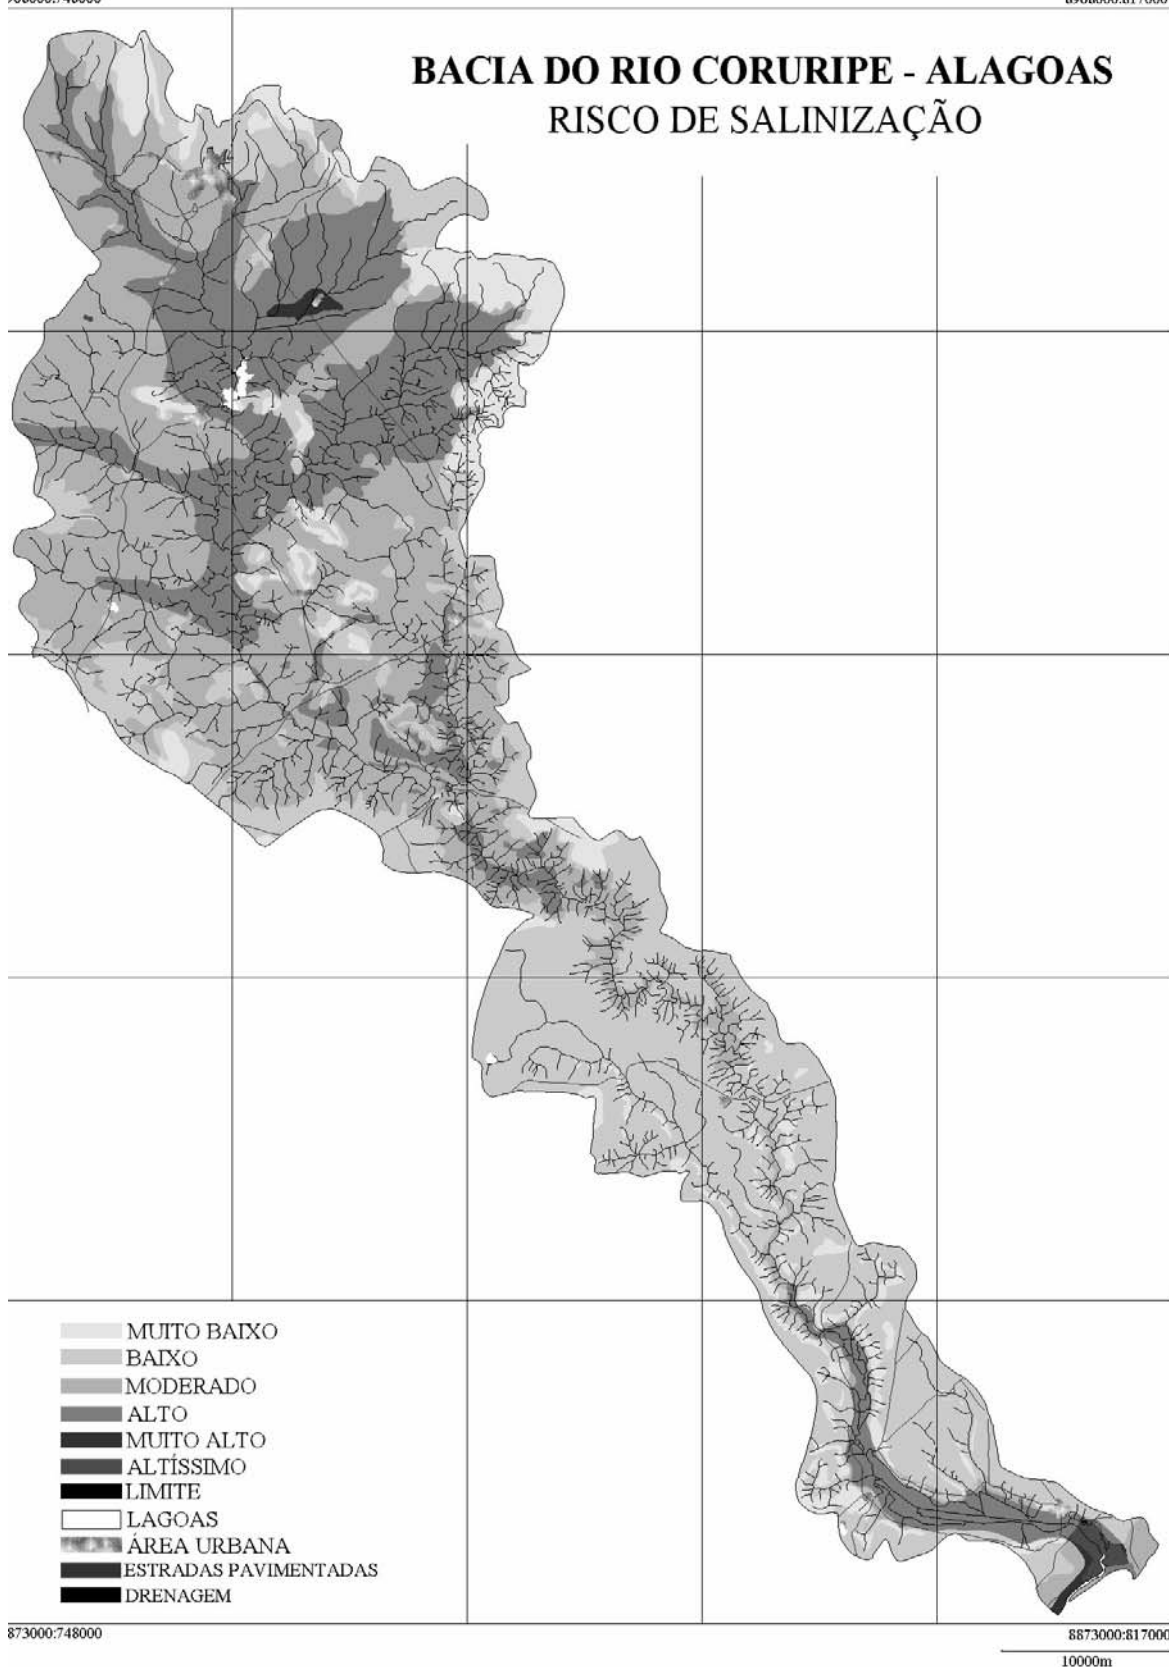 BACIA DO RIO CORURIPE - ALAGOAS
RISCO DE SALINIZAÇÃO
MUITO BAIXO
BAIXO
MODERADO
ALTO
MUITO ALTO
ALTÍSSIMO
LIMITE
LAGOAS
ÁREA URBANA
ESTRADAS PAVIMENTADAS
DRENAGEM
873000:748000
8873000:817000
10000m